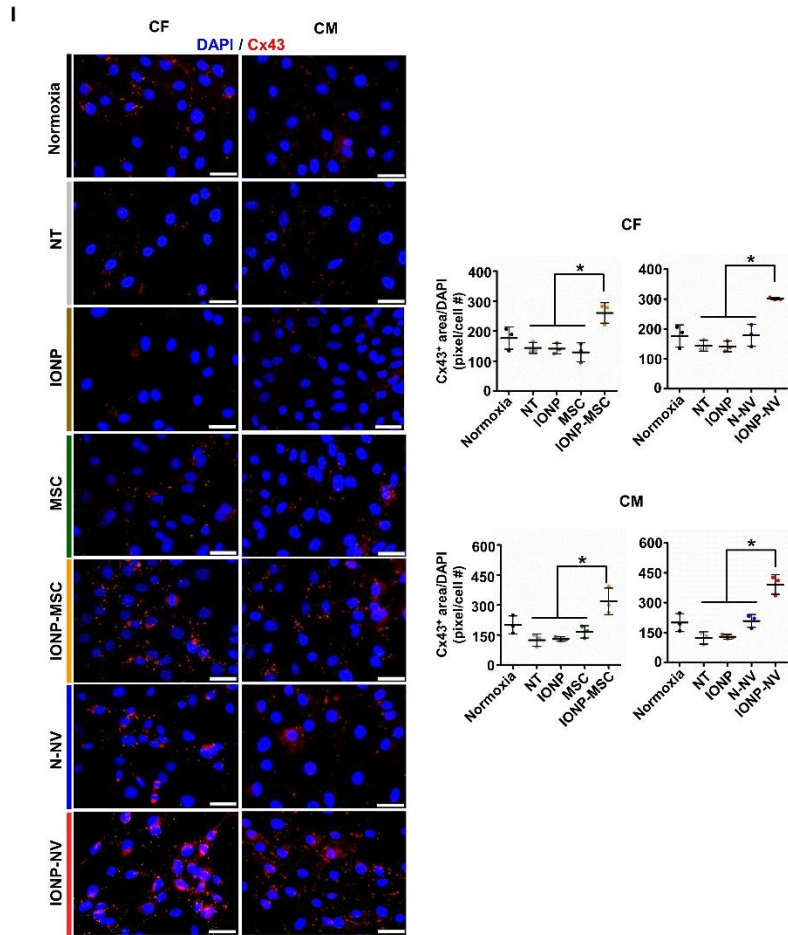 I
CF CM
DAPI / Cx43
Normoxia
NT
IONP
MSC
IONP-MSC
N-NV
IONP-NV
CF
Cx43⁺ area/DAPI
(pixel/cell #)
400
300
200
100
0
*
Normoxia
NT
IONP
MSC
IONP-MSC
400
300
200
100
0
*
Normoxia
NT
IONP
N-NV
IONP-NV
CM
Cx43⁺ area/DAPI
(pixel/cell #)
600
450
300
150
0
*
Normoxia
NT
IONP
MSC
IONP-MSC
600
450
300
150
0
*
Normoxia
NT
IONP
N-NV
IONP-NV